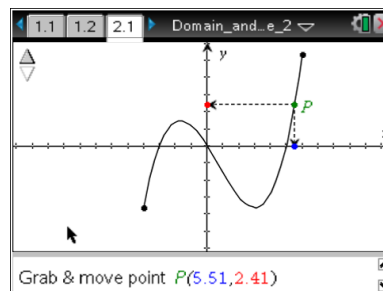 1.1 1.2 2.1 Domain_and…e_2
y
P
Grab & move point P(5.51,2.41)